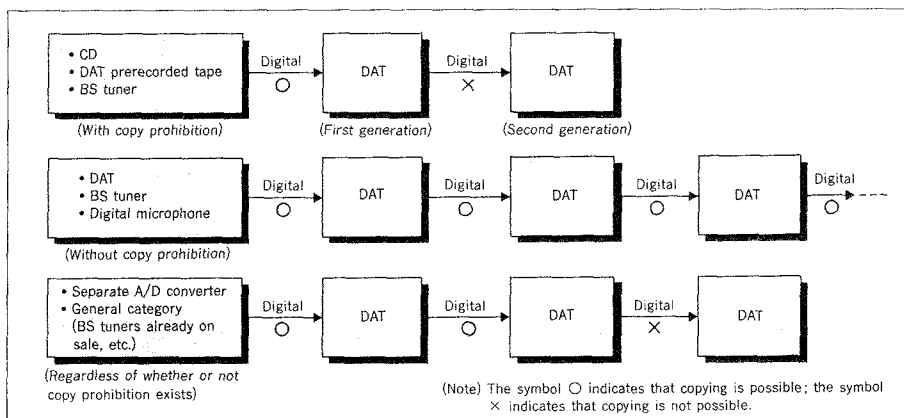 • CD
• DAT prerecorded tape
• BS tuner
(With copy prohibition)
Digital
○
DAT
(First generation)
Digital
×
DAT
(Second generation)
• DAT
• BS tuner
• Digital microphone
(Without copy prohibition)
Digital
○
DAT
Digital
○
DAT
Digital
○
DAT
Digital
○
• Separate A/D converter
• General category
(BS tuners already on
sale, etc.)
(Regardless of whether or not
copy prohibition exists)
Digital
○
DAT
Digital
○
DAT
Digital
×
DAT
(Note) The symbol ○ indicates that copying is possible; the symbol
× indicates that copying is not possible.